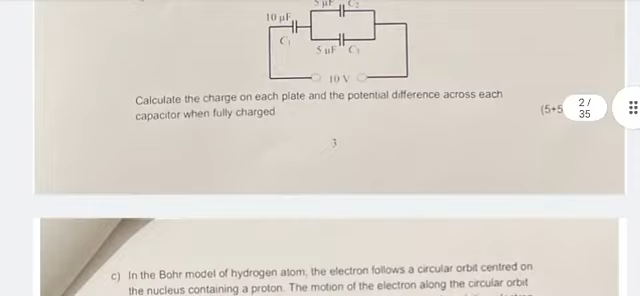 5 µF C₂
10 µF
C₁
5 uF C₃
10 V
Calculate the charge on each plate and the potential difference across each
capacitor when fully charged
(5+5
2 /
35
3
c) In the Bohr model of hydrogen atom, the electron follows a circular orbit centred on
the nucleus containing a proton. The motion of the electron along the circular orbit